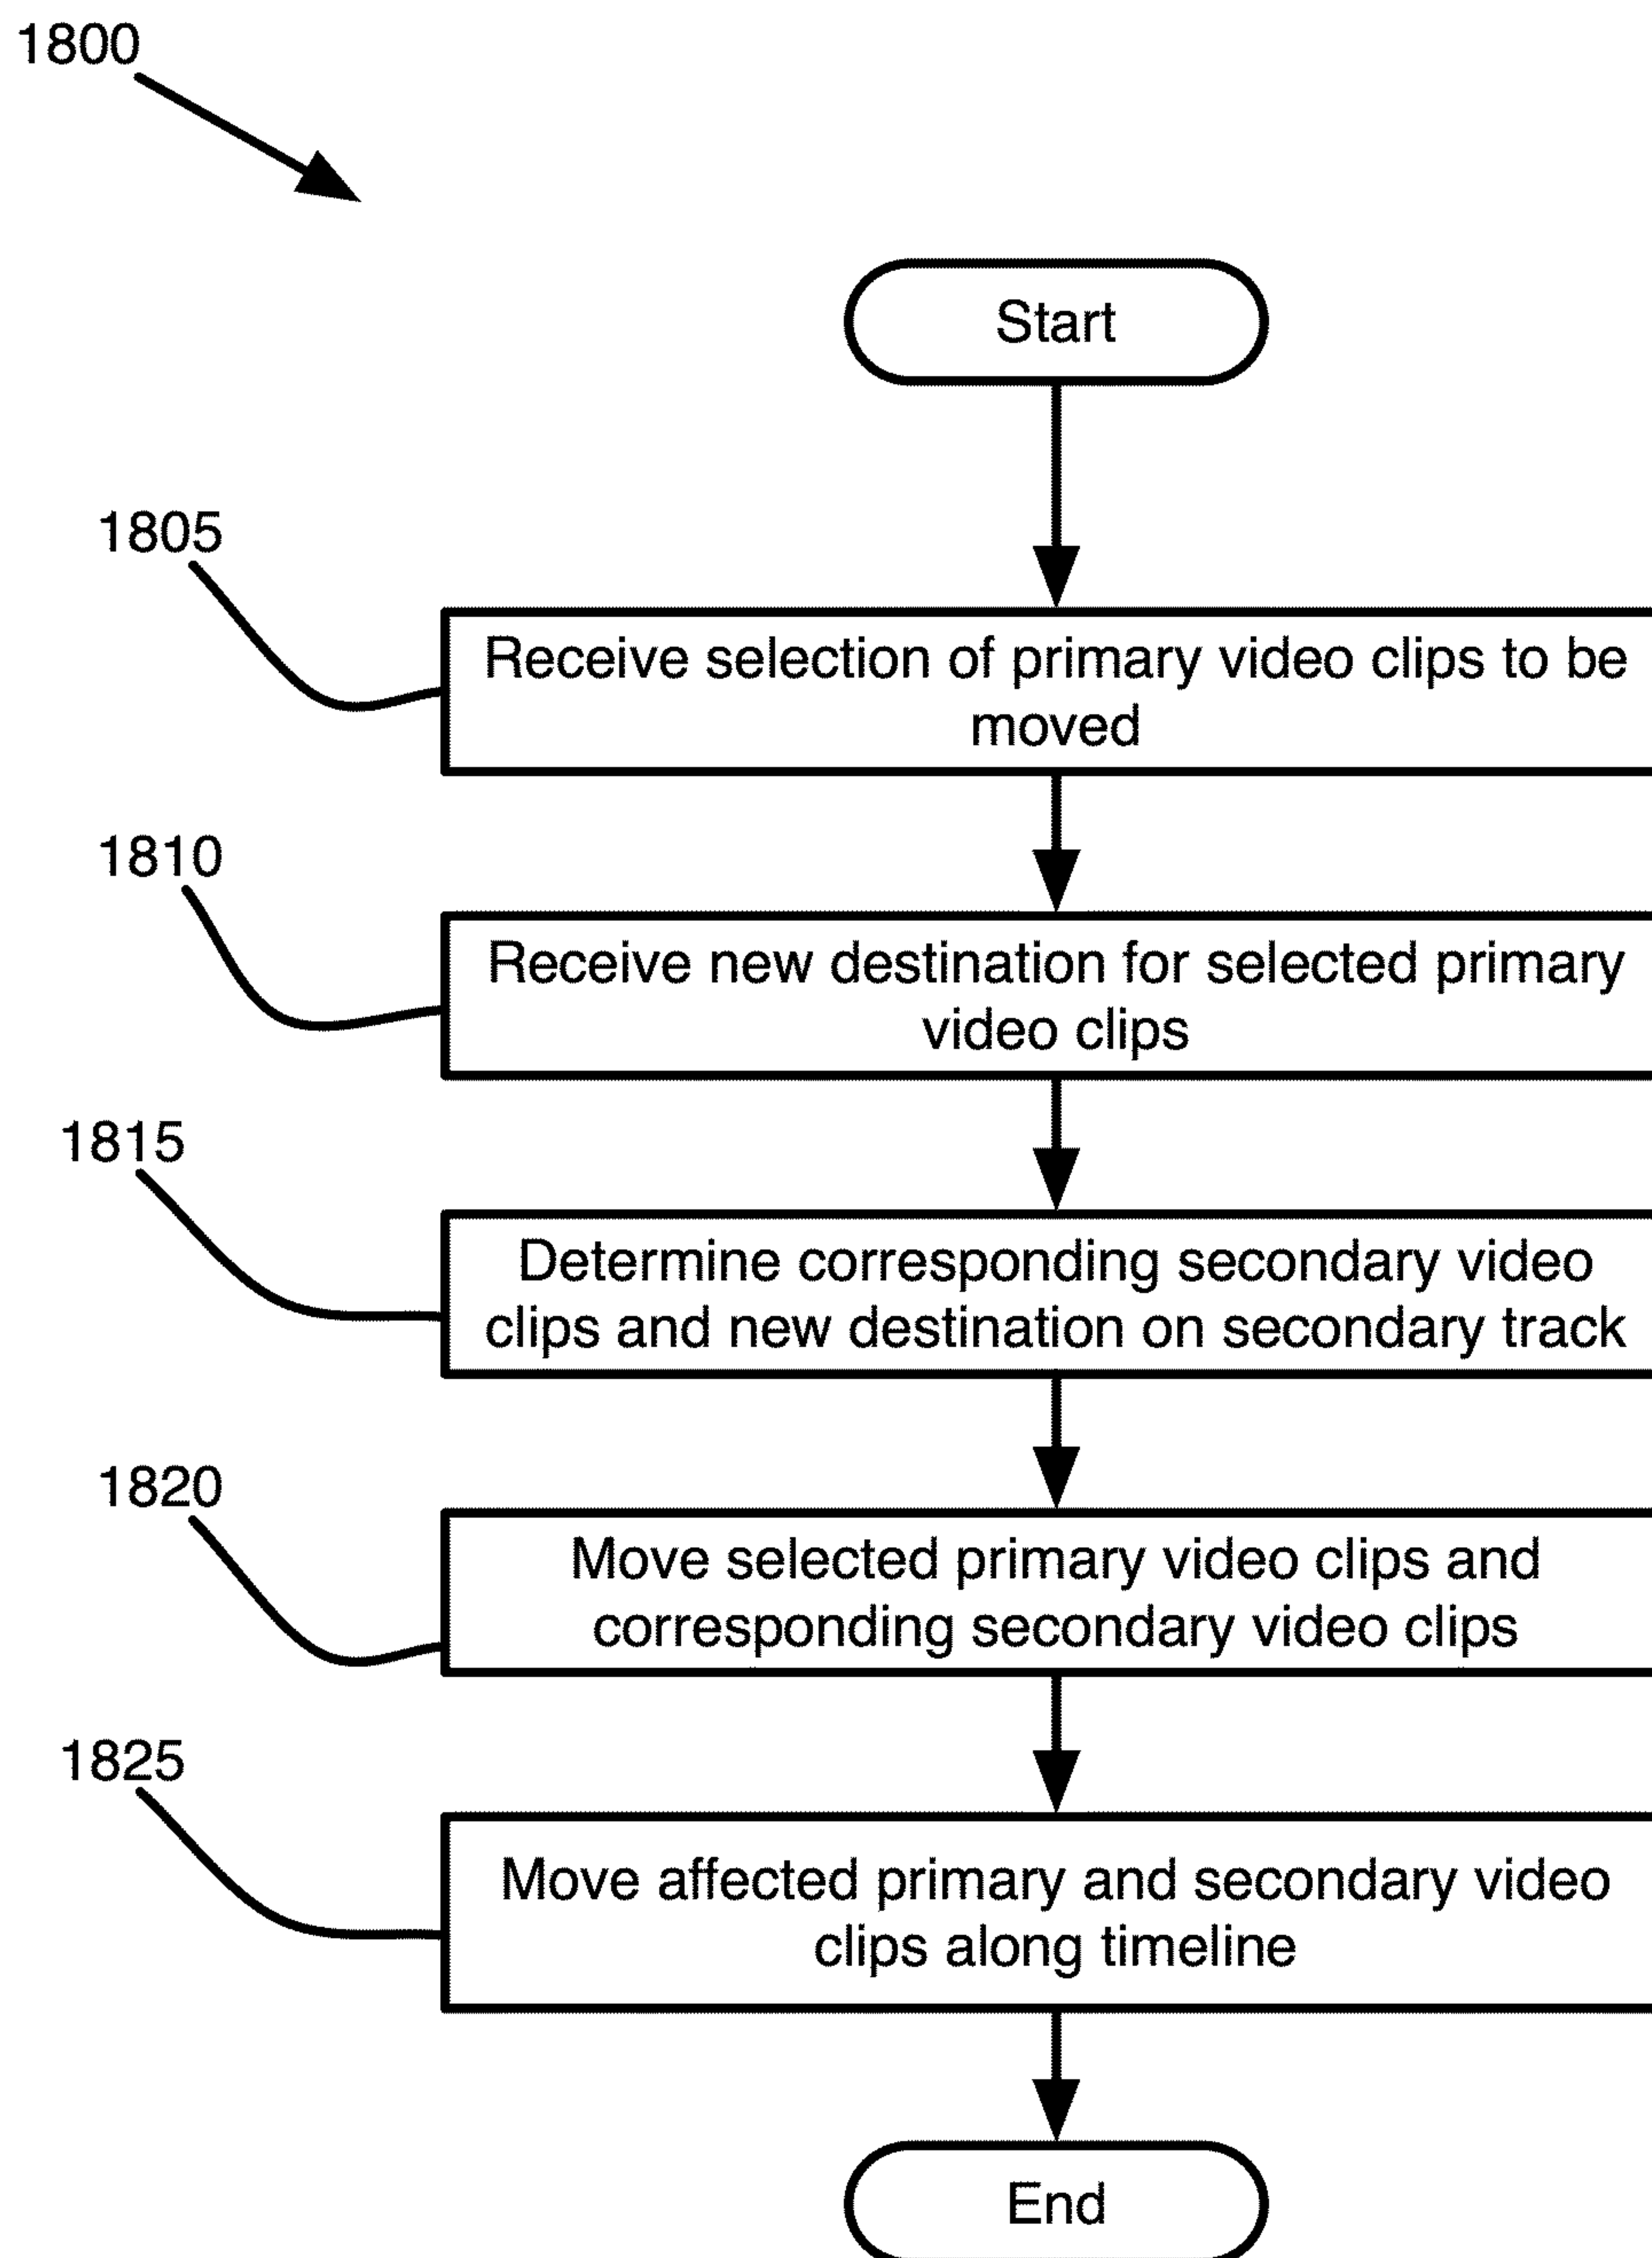 1800
Start
1805
Receive selection of primary video clips to be
moved
1810
Receive new destination for selected primary
video clips
1815
Determine corresponding secondary video
clips and new destination on secondary track
1820
Move selected primary video clips and
corresponding secondary video clips
1825
Move affected primary and secondary video
clips along timeline
End